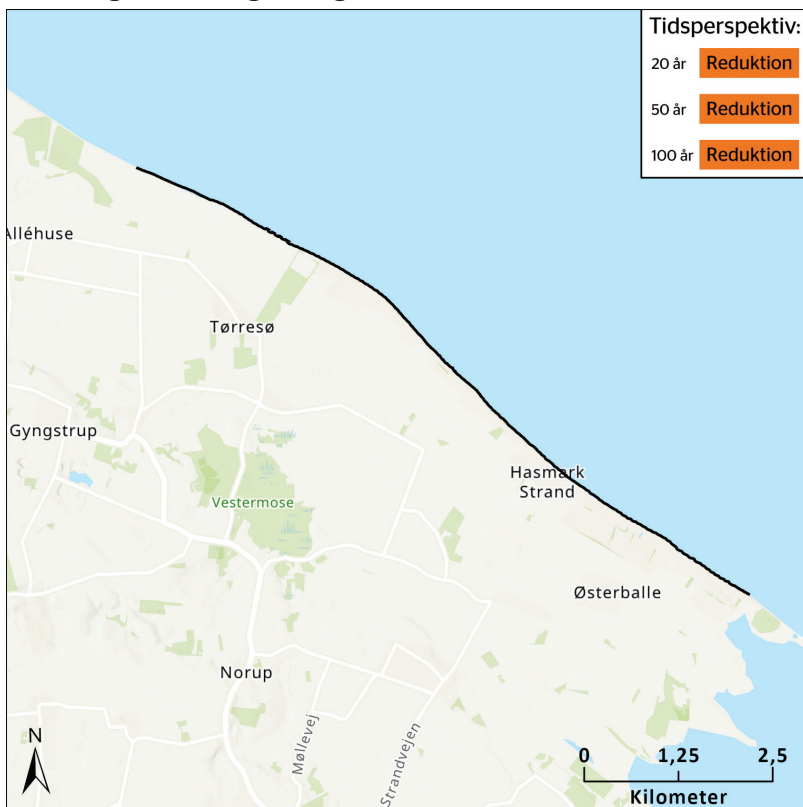 Tidsperspektiv:
20 år Reduktion
50 år Reduktion
100 år Reduktion
Alléhuse
Tørresø
Gyngstrup
Hasmark
Strand
Vestermose
Østerballe
Norup
Møllevej
Strandvejen
N
0 1,25 2,5
Kilometer